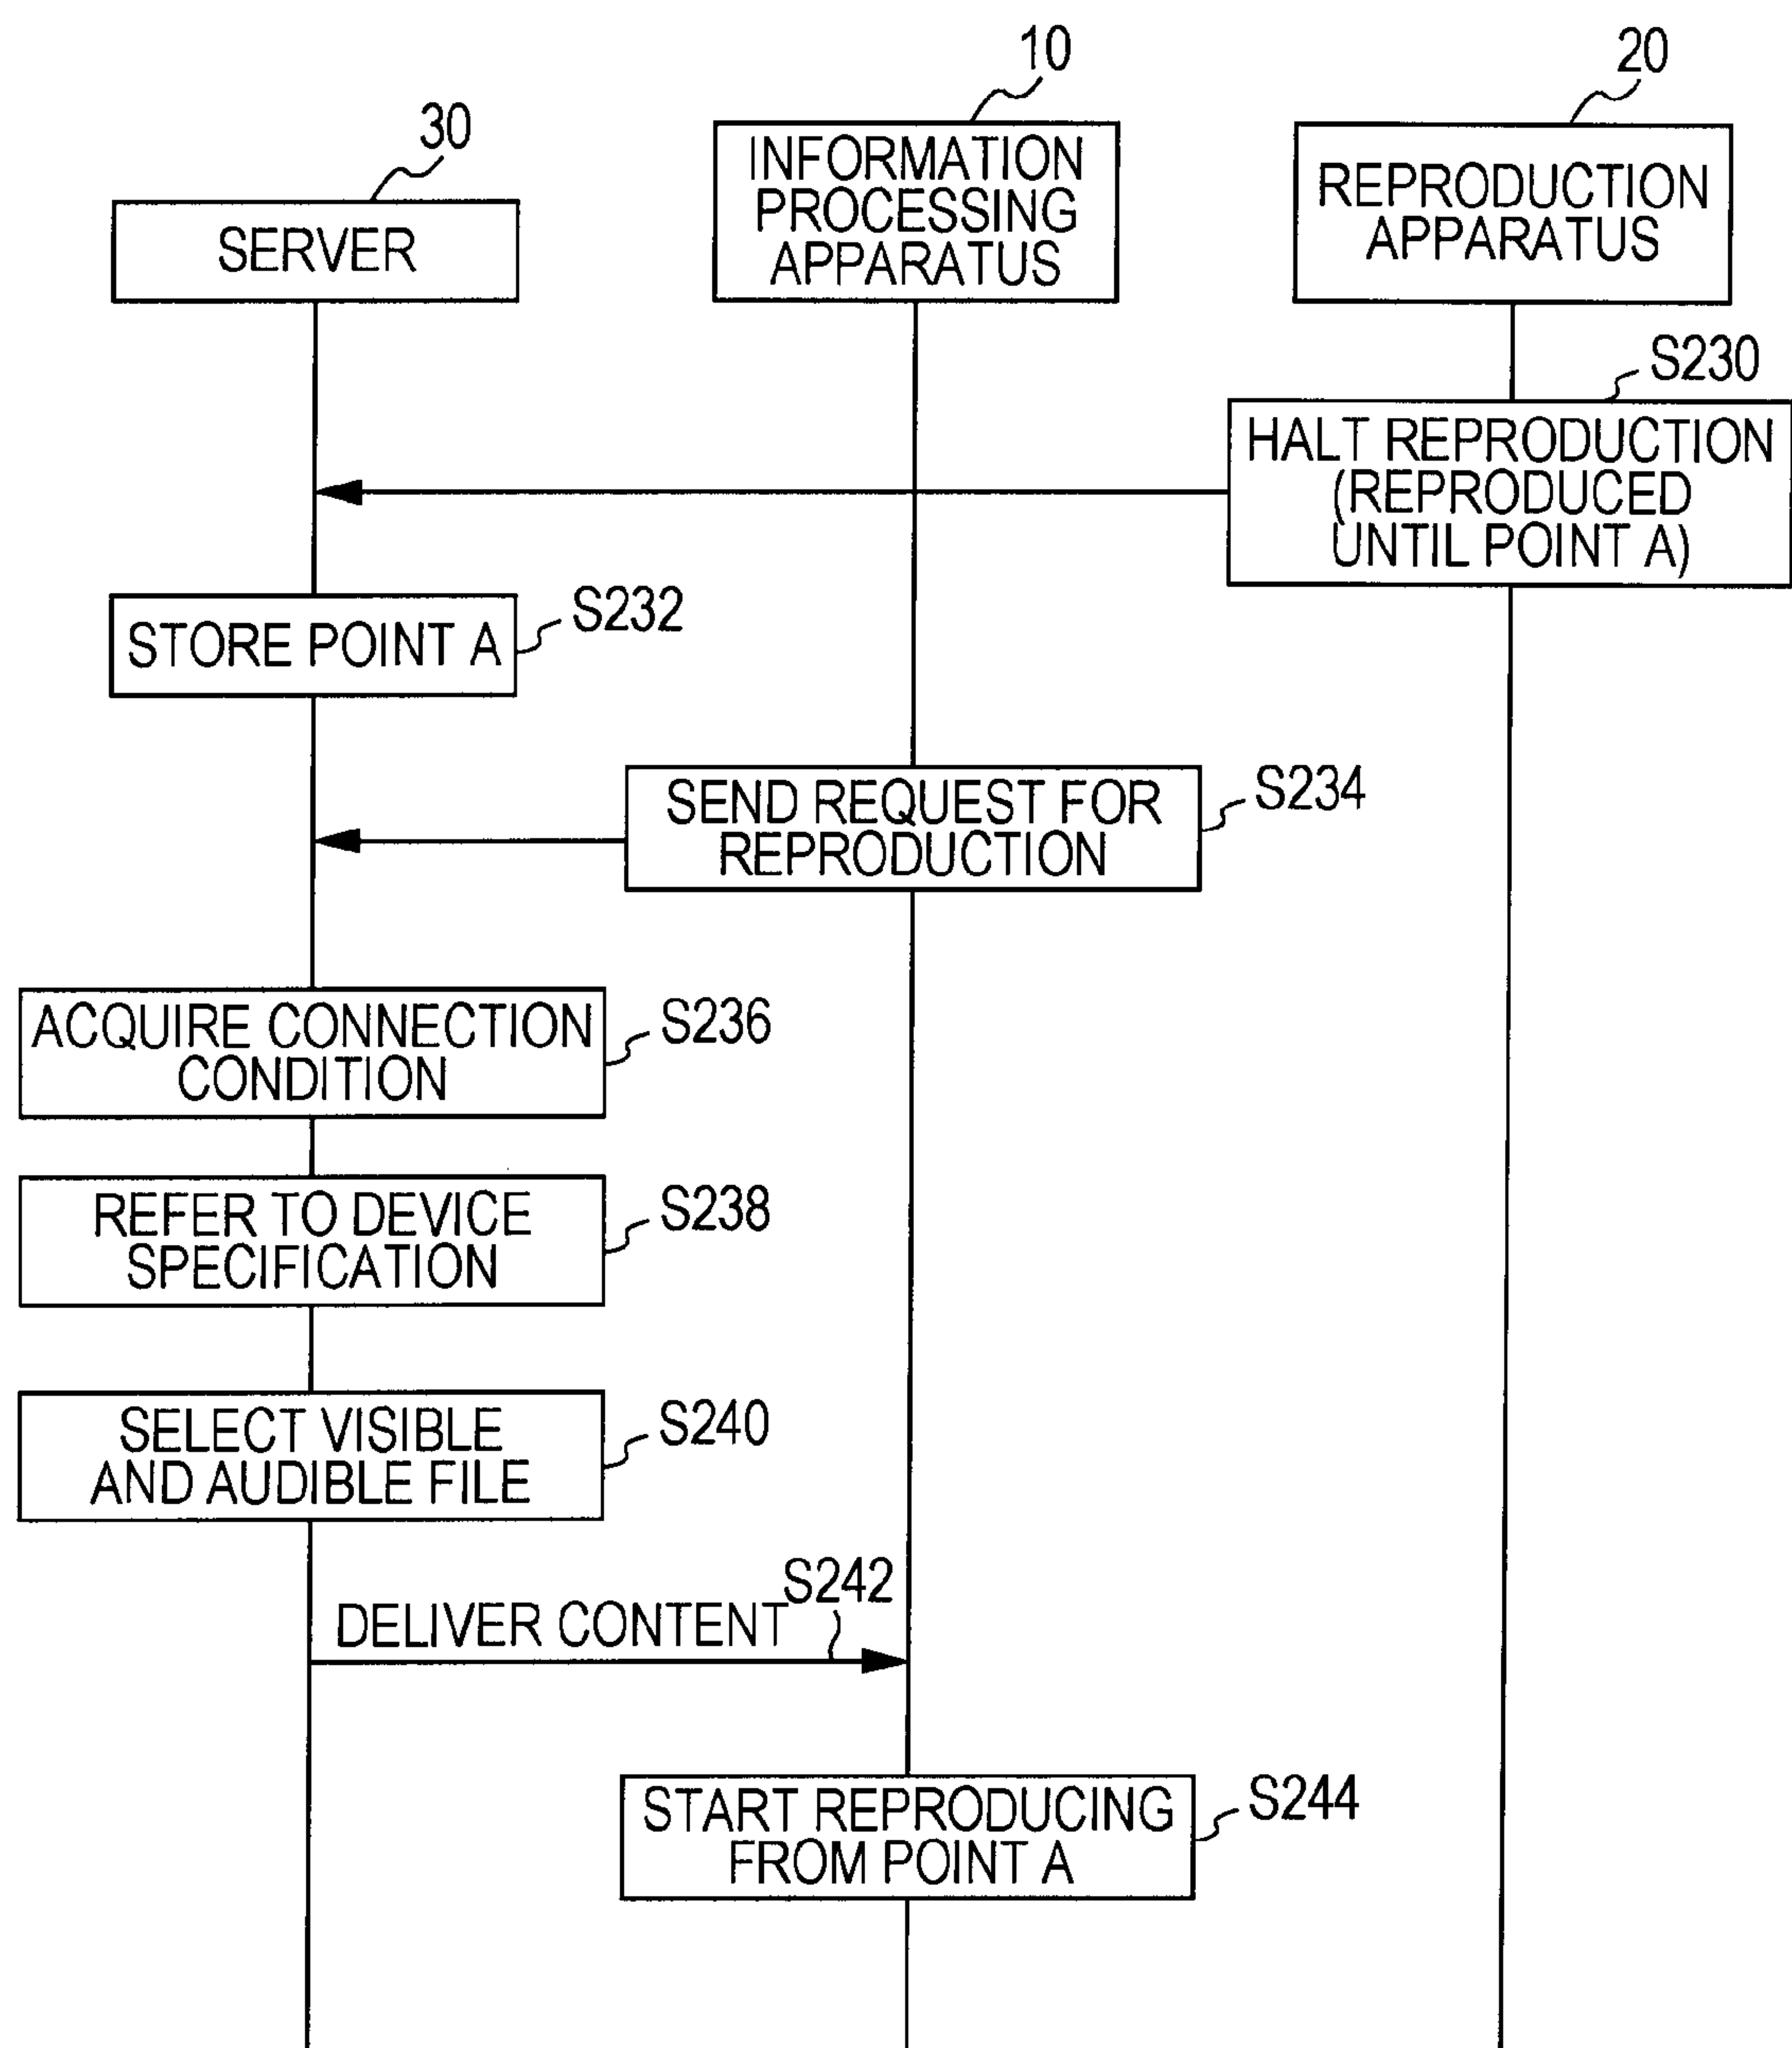 10
20
30
INFORMATION
PROCESSING
APPARATUS
REPRODUCTION
APPARATUS
SERVER
S230
HALT REPRODUCTION
(REPRODUCED
UNTIL POINT A)
S232
STORE POINT A
S234
SEND REQUEST FOR
REPRODUCTION
S236
ACQUIRE CONNECTION
CONDITION
S238
REFER TO DEVICE
SPECIFICATION
S240
SELECT VISIBLE
AND AUDIBLE FILE
S242
DELIVER CONTENT
S244
START REPRODUCING
FROM POINT A